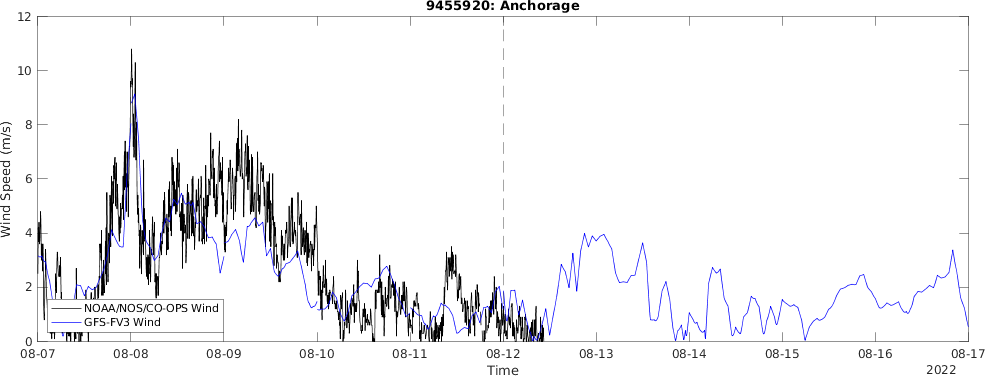 9455920: Anchorage
Wind Speed (m/s)
12
10
8
6
4
2
0
NOAA/NOS/CO-OPS Wind
GFS-FV3 Wind
08-07 08-08 08-09 08-10 08-11 08-12 08-13 08-14 08-15 08-16 08-17
Time
2022